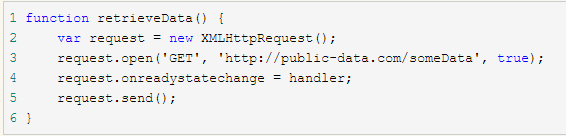 1 function retrieveData() {
2     var request = new XMLHttpRequest();
3     request.open('GET', 'http://public-data.com/someData', true);
4     request.onreadystatechange = handler;
5     request.send();
6 }